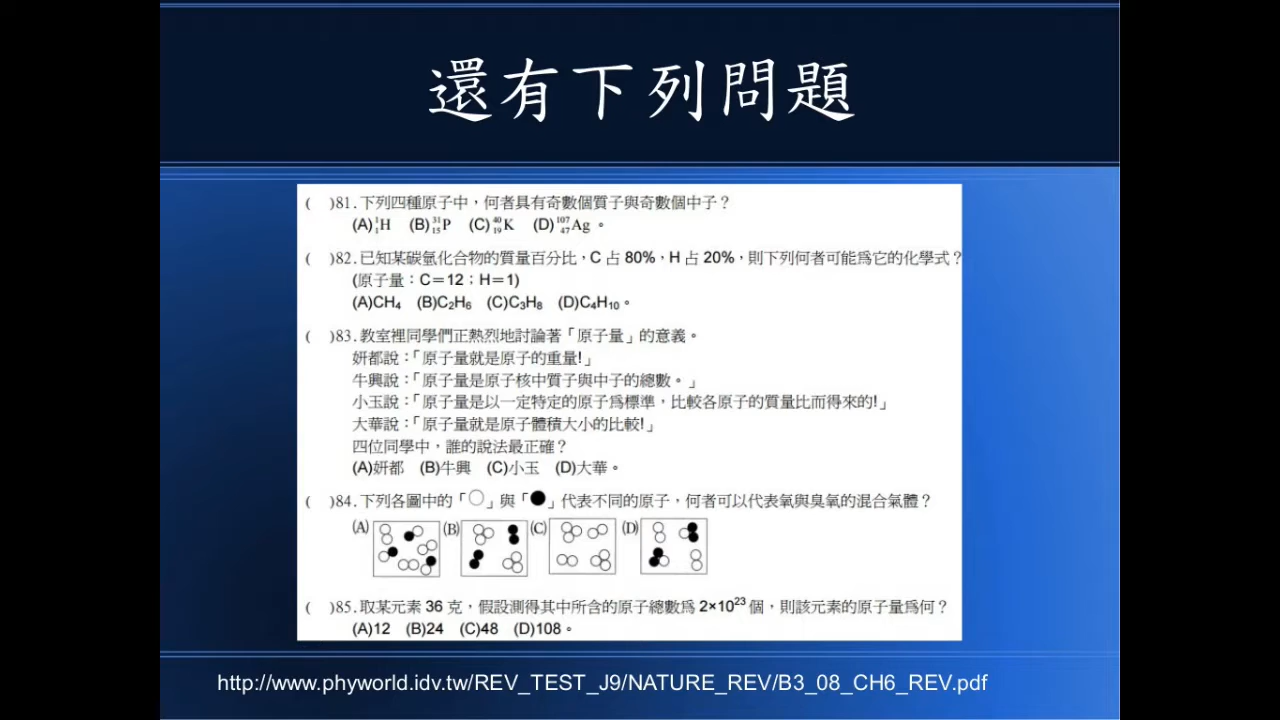 還有下列問題
(　)81.下列四種原子中，何者具有奇數個質子與奇數個中子？
(A)¹₁H (B)³¹₁₅P (C)⁴⁰₁₉K (D)¹⁰⁷₄₇Ag。
(　)82.已知某碳氫化合物的質量百分比，C 占 80%，H 占 20%，則下列何者可能為它的化學式？
(原子量：C＝12；H＝1)
(A)CH₄ (B)C₂H₆ (C)C₃H₈ (D)C₄H₁₀。
(　)83.教室裡同學們正熱烈地討論著「原子量」的意義。
妍都說：「原子量就是原子的重量!」
牛興說：「原子量是原子核中質子與中子的總數。」
小玉說：「原子量是以一定特定的原子為標準，比較各原子的質量比而得來的!」
大華說：「原子量就是原子體積大小的比較!」
四位同學中，誰的說法最正確？
(A)妍都 (B)牛興 (C)小玉 (D)大華。
(　)84.下列各圖中的「○」與「●」代表不同的原子，何者可以代表氧與臭氧的混合氣體？
(A) (B) (C) (D)
(　)85.取某元素 36 克，假設測得其中所含的原子總數為 2×10²³ 個，則該元素的原子量為何？
(A)12 (B)24 (C)48 (D)108。
http://www.phyworld.idv.tw/REV_TEST_J9/NATURE_REV/B3_08_CH6_REV.pdf